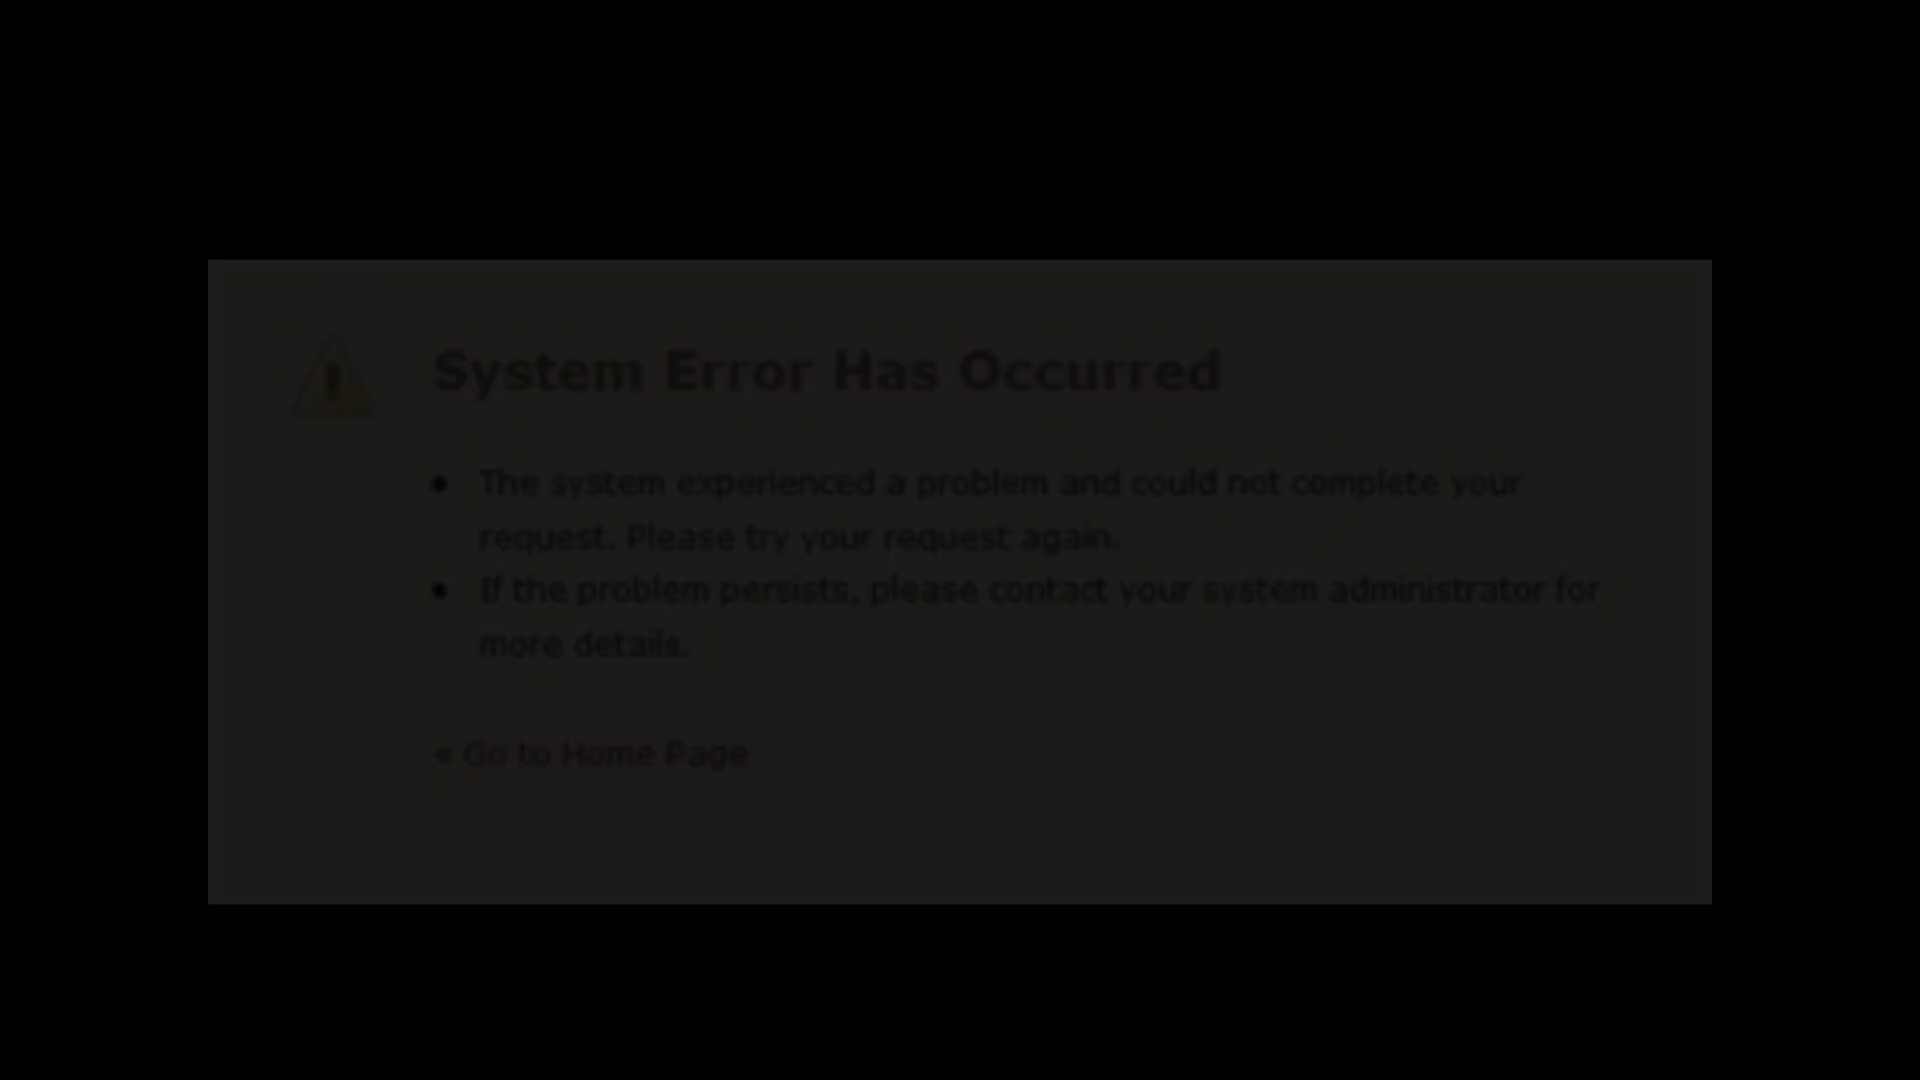 System Error Has Occurred
• The system experienced a problem and could not complete your
request. Please try your request again.
• If the problem persists, please contact your system administrator for
more details.
« Go to Home Page